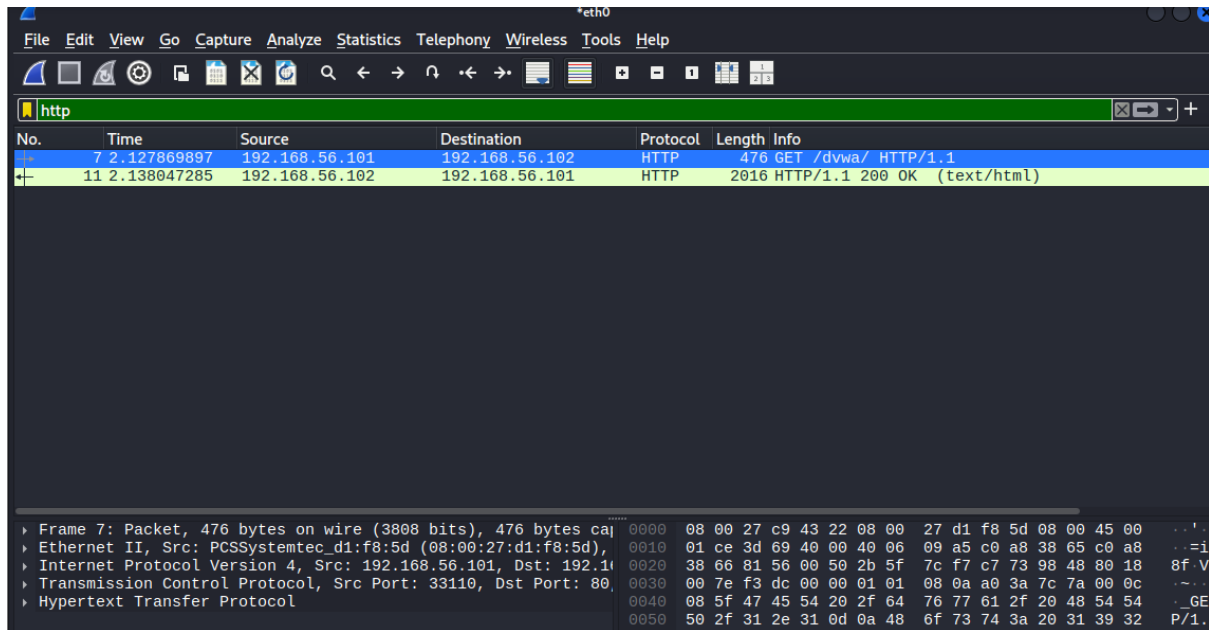 *eth0
File Edit View Go Capture Analyze Statistics Telephony Wireless Tools Help
http
No. Time Source Destination Protocol Length Info
7 2.127869897 192.168.56.101 192.168.56.102 HTTP 476 GET /dvwa/ HTTP/1.1
11 2.138047285 192.168.56.102 192.168.56.101 HTTP 2016 HTTP/1.1 200 OK (text/html)
Frame 7: Packet, 476 bytes on wire (3808 bits), 476 bytes cap
Ethernet II, Src: PCSSystemtec_d1:f8:5d (08:00:27:d1:f8:5d),
Internet Protocol Version 4, Src: 192.168.56.101, Dst: 192.1
Transmission Control Protocol, Src Port: 33110, Dst Port: 80,
Hypertext Transfer Protocol
0000 08 00 27 c9 43 22 08 00 27 d1 f8 5d 08 00 45 00 ··'·
0010 01 ce 3d 69 40 00 40 06 09 a5 c0 a8 38 65 c0 a8 ··=i
0020 38 66 81 56 00 50 2b 5f 7c f7 c7 73 98 48 80 18 8f·V
0030 00 7e f3 dc 00 00 01 01 08 0a a0 3a 7c 7a 00 0c ·~··
0040 08 5f 47 45 54 20 2f 64 76 77 61 2f 20 48 54 54 ·_GE
0050 50 2f 31 2e 31 0d 0a 48 6f 73 74 3a 20 31 39 32 P/1.